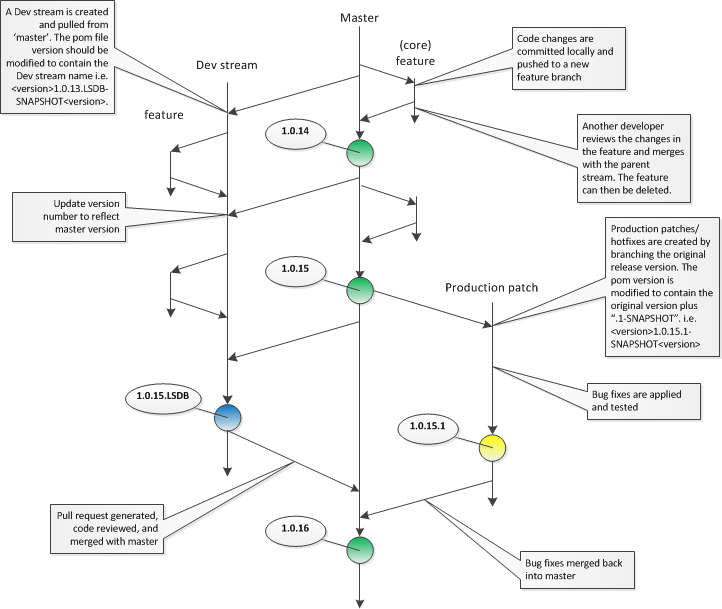 A Dev stream is created
and pulled from
‘master’. The pom file
version should be
modified to contain the
Dev stream name i.e.
<version>1.0.13.LSDB-
SNAPSHOT<version>.
Master
(core)
feature
Code changes are
committed locally and
pushed to a new
feature branch
Dev stream
feature
1.0.14
Another developer
reviews the changes in
the feature and merges
with the parent
stream. The feature
can then be deleted.
Update version
number to reflect
master version
Production patches/
hotfixes are created by
branching the original
release version. The
pom version is
modified to contain the
original version plus
“.1-SNAPSHOT”. i.e.
<version>1.0.15.1-
SNAPSHOT<version>
1.0.15
Production patch
1.0.15.LSDB
Bug fixes are applied
and tested
1.0.15.1
Pull request generated,
code reviewed, and
merged with master
1.0.16
Bug fixes merged back
into master